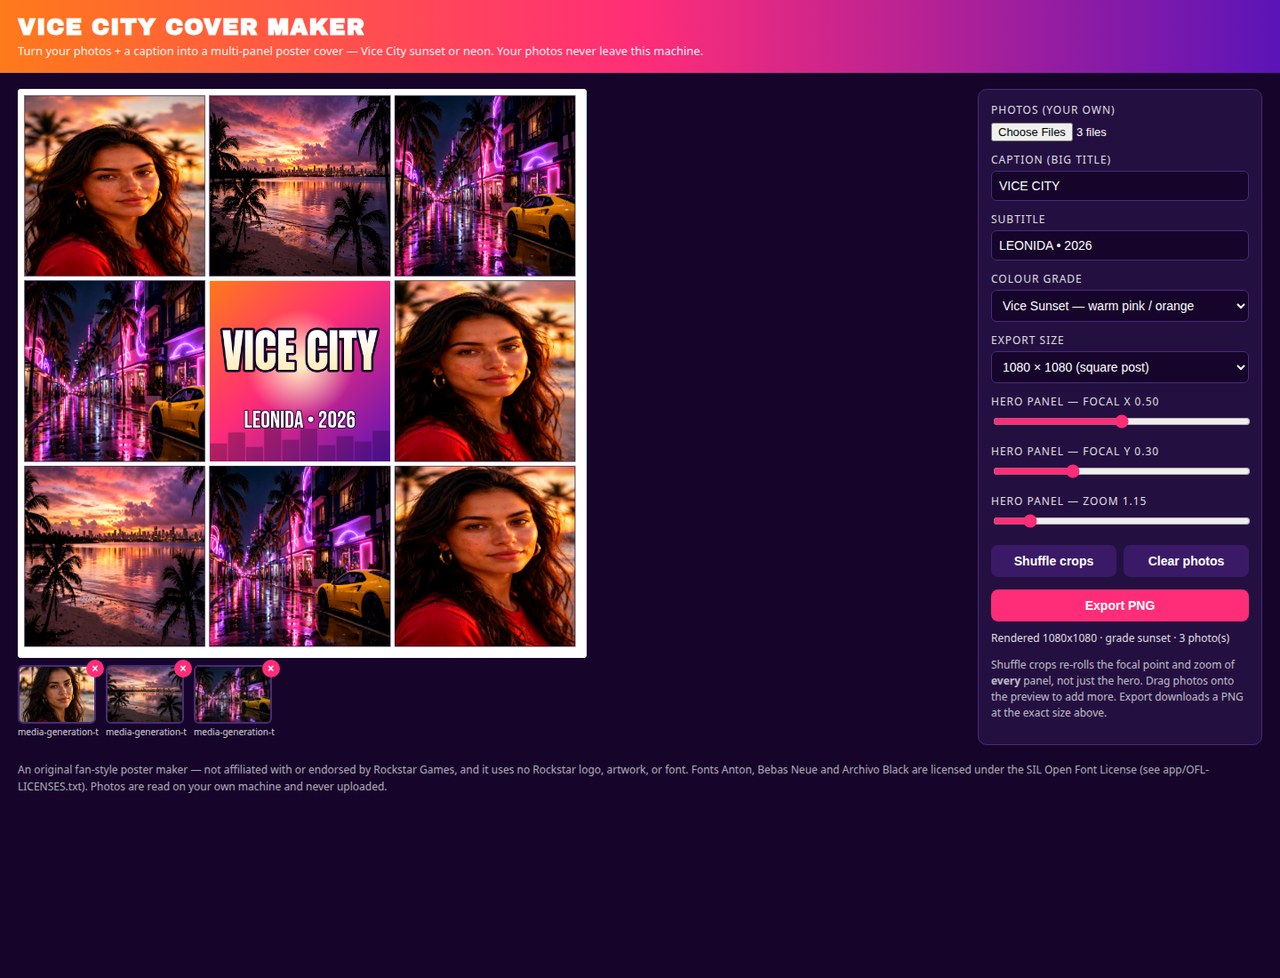 VICE CITY COVER MAKER
Turn your photos + a caption into a multi-panel poster cover — Vice City sunset or neon. Your photos never leave this machine.
VICE CITY
LEONIDA • 2026
×
×
×
media-generation-t
media-generation-t
media-generation-t
PHOTOS (YOUR OWN)
Choose Files 3 files
CAPTION (BIG TITLE)
VICE CITY
SUBTITLE
LEONIDA • 2026
COLOUR GRADE
Vice Sunset — warm pink / orange
EXPORT SIZE
1080 × 1080 (square post)
HERO PANEL — FOCAL X 0.50
HERO PANEL — FOCAL Y 0.30
HERO PANEL — ZOOM 1.15
Shuffle crops
Clear photos
Export PNG
Rendered 1080x1080 · grade sunset · 3 photo(s)
Shuffle crops re-rolls the focal point and zoom of
every panel, not just the hero. Drag photos onto
the preview to add more. Export downloads a PNG
at the exact size above.
An original fan-style poster maker — not affiliated with or endorsed by Rockstar Games, and it uses no Rockstar logo, artwork, or font. Fonts Anton, Bebas Neue and Archivo Black are licensed under the SIL Open Font License (see app/OFL-
LICENSES.txt). Photos are read on your own machine and never uploaded.